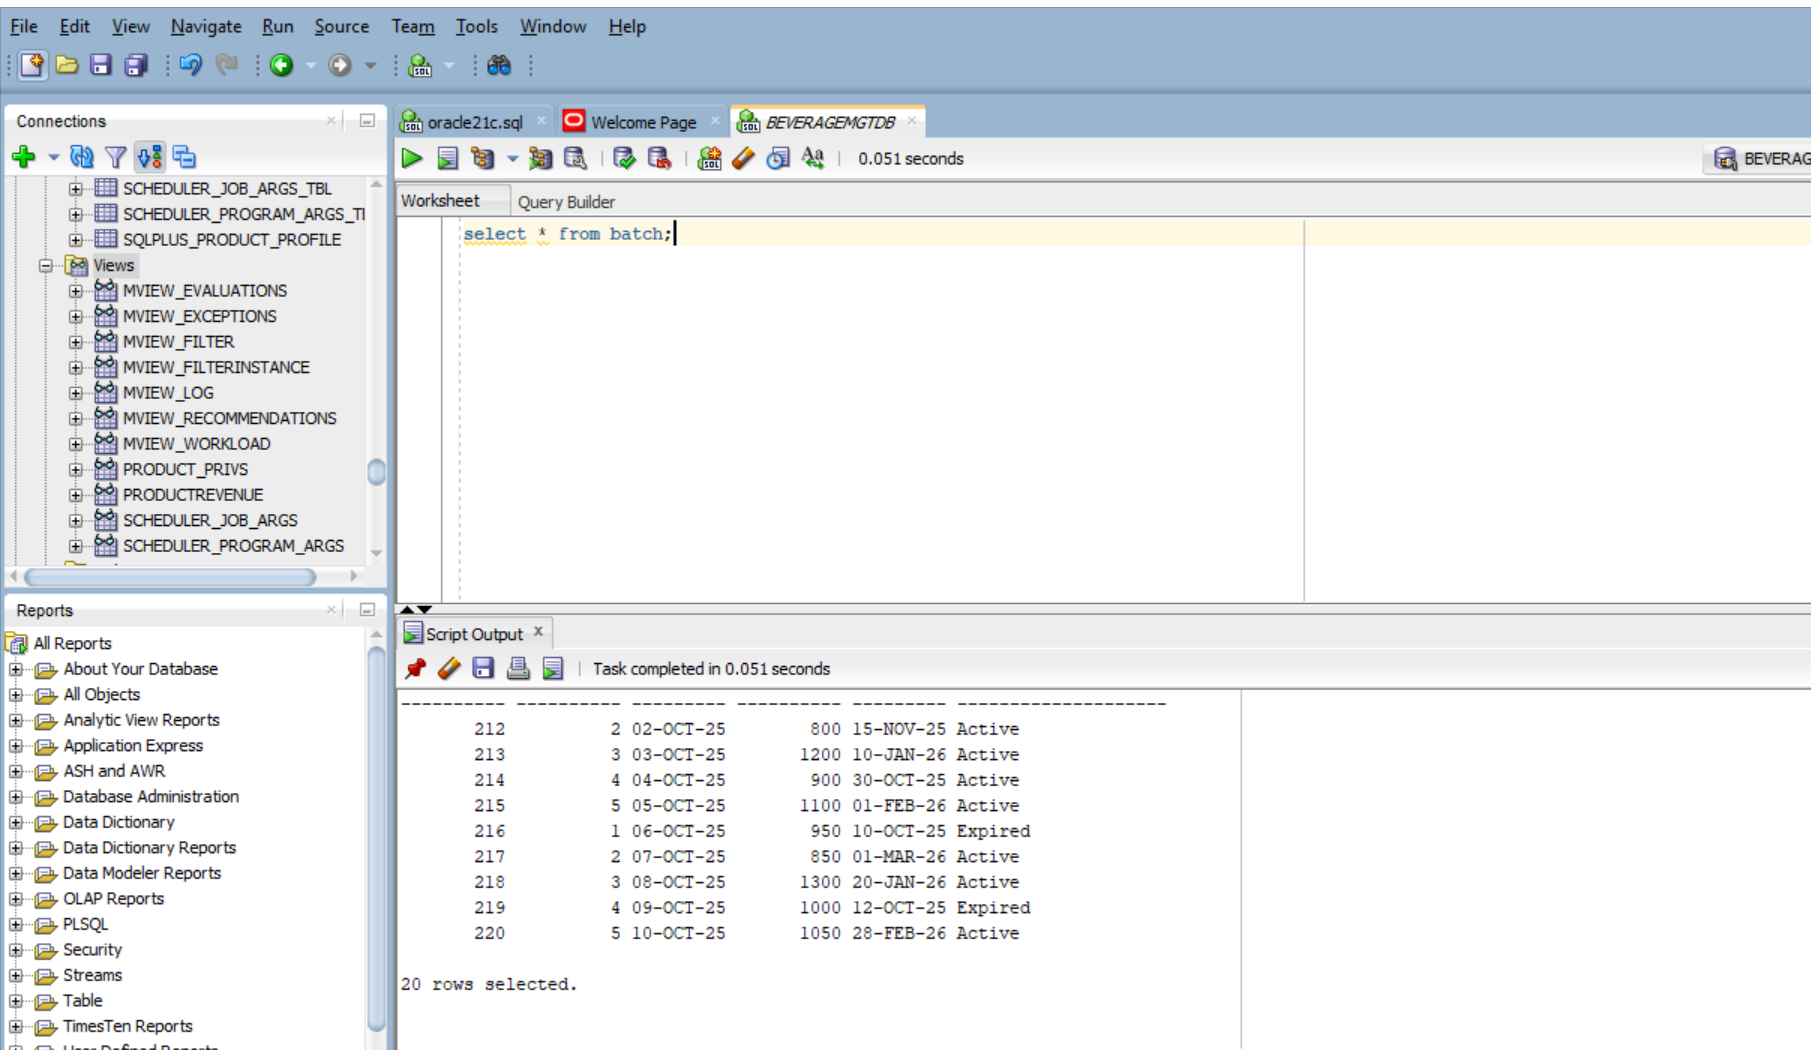 File Edit View Navigate Run Source Team Tools Window Help
Connections
SCHEDULER_JOB_ARGS_TBL
SCHEDULER_PROGRAM_ARGS_T
SQLPLUS_PRODUCT_PROFILE
Views
MVIEW_EVALUATIONS
MVIEW_EXCEPTIONS
MVIEW_FILTER
MVIEW_FILTERINSTANCE
MVIEW_LOG
MVIEW_RECOMMENDATIONS
MVIEW_WORKLOAD
PRODUCT_PRIVS
PRODUCTREVENUE
SCHEDULER_JOB_ARGS
SCHEDULER_PROGRAM_ARGS
Reports
All Reports
About Your Database
All Objects
Analytic View Reports
Application Express
ASH and AWR
Database Administration
Data Dictionary
Data Dictionary Reports
Data Modeler Reports
OLAP Reports
PLSQL
Security
Streams
Table
TimesTen Reports
User Defined Reports
oracle21c.sql Welcome Page BEVERAGEMGTDB
0.051 seconds BEVERAG
Worksheet Query Builder
select * from batch;
Script Output
Task completed in 0.051 seconds
---------- ---------- --------- ---------- --------- --------------------
212 2 02-OCT-25 800 15-NOV-25 Active
213 3 03-OCT-25 1200 10-JAN-26 Active
214 4 04-OCT-25 900 30-OCT-25 Active
215 5 05-OCT-25 1100 01-FEB-26 Active
216 1 06-OCT-25 950 10-OCT-25 Expired
217 2 07-OCT-25 850 01-MAR-26 Active
218 3 08-OCT-25 1300 20-JAN-26 Active
219 4 09-OCT-25 1000 12-OCT-25 Expired
220 5 10-OCT-25 1050 28-FEB-26 Active
20 rows selected.